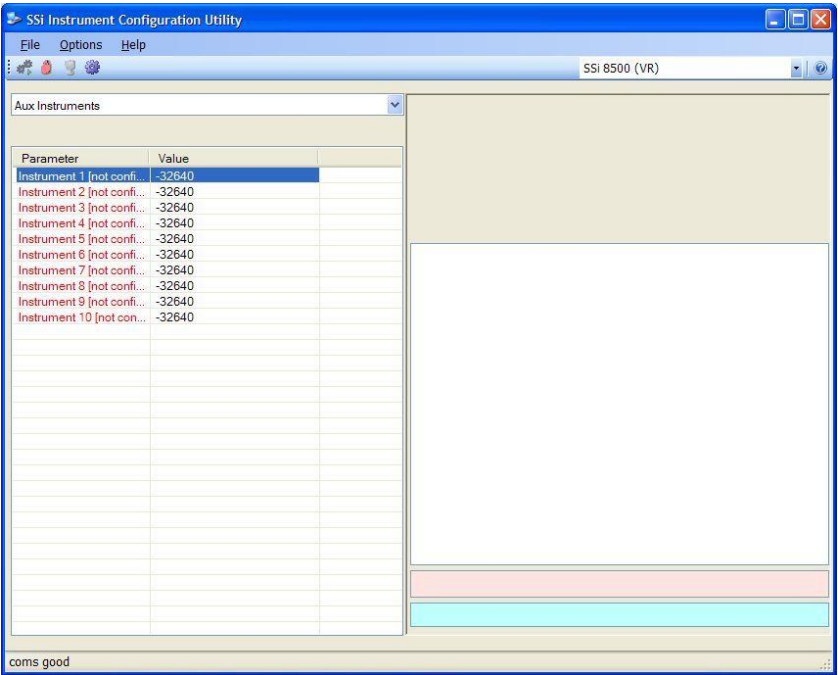 SSi Instrument Configuration Utility
File Options Help
SSi 8500 (VR)
Aux Instruments
Parameter Value
Instrument 1 [not confi... -32640
Instrument 2 [not confi... -32640
Instrument 3 [not confi... -32640
Instrument 4 [not confi... -32640
Instrument 5 [not confi... -32640
Instrument 6 [not confi... -32640
Instrument 7 [not confi... -32640
Instrument 8 [not confi... -32640
Instrument 9 [not confi... -32640
Instrument 10 [not con... -32640
coms good